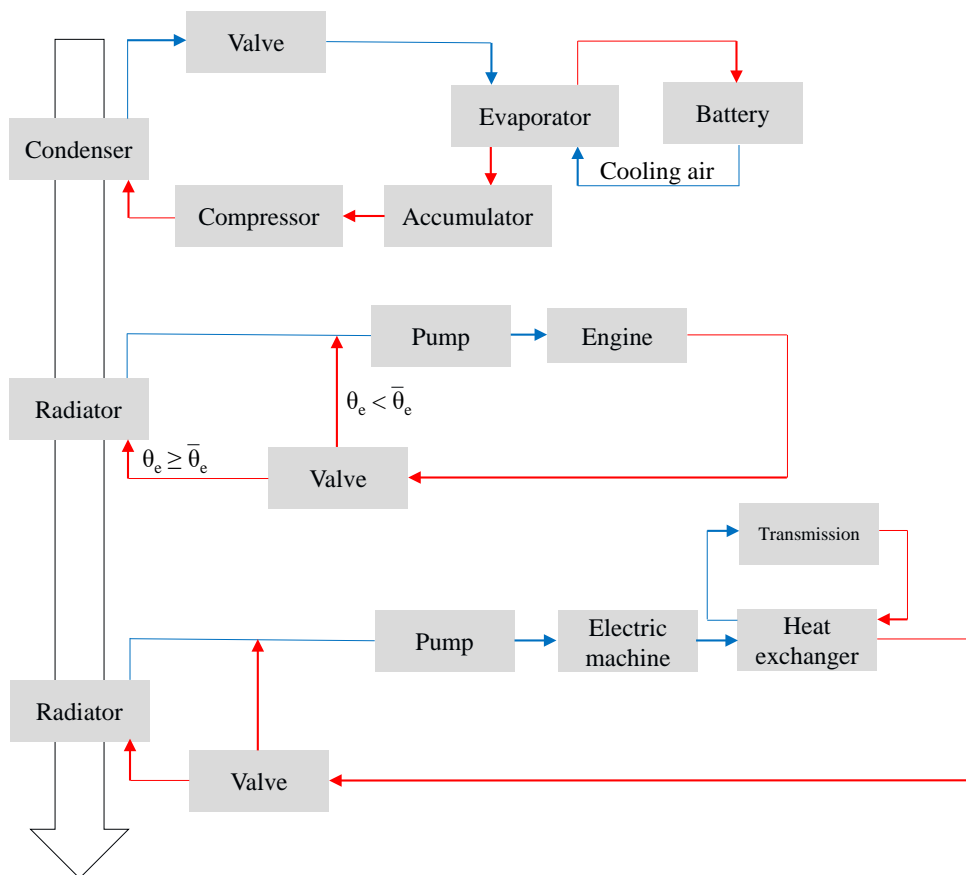 Valve
Evaporator
Battery
Condenser
Cooling air
Compressor
Accumulator
Pump
Engine
Radiator
θe < θ̅e
θe ≥ θ̅e
Valve
Transmission
Pump
Electric
machine
Heat
exchanger
Radiator
Valve